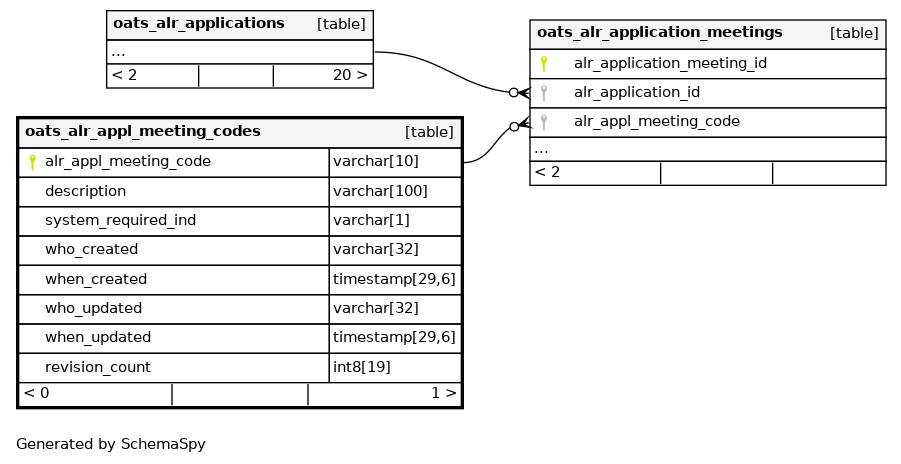 oats_alr_applications [table]
...
< 2 20 >
oats_alr_application_meetings [table]
alr_application_meeting_id
alr_application_id
alr_appl_meeting_code
...
< 2
oats_alr_appl_meeting_codes [table]
alr_appl_meeting_code varchar[10]
description varchar[100]
system_required_ind varchar[1]
who_created varchar[32]
when_created timestamp[29,6]
who_updated varchar[32]
when_updated timestamp[29,6]
revision_count int8[19]
< 0 1 >
Generated by SchemaSpy